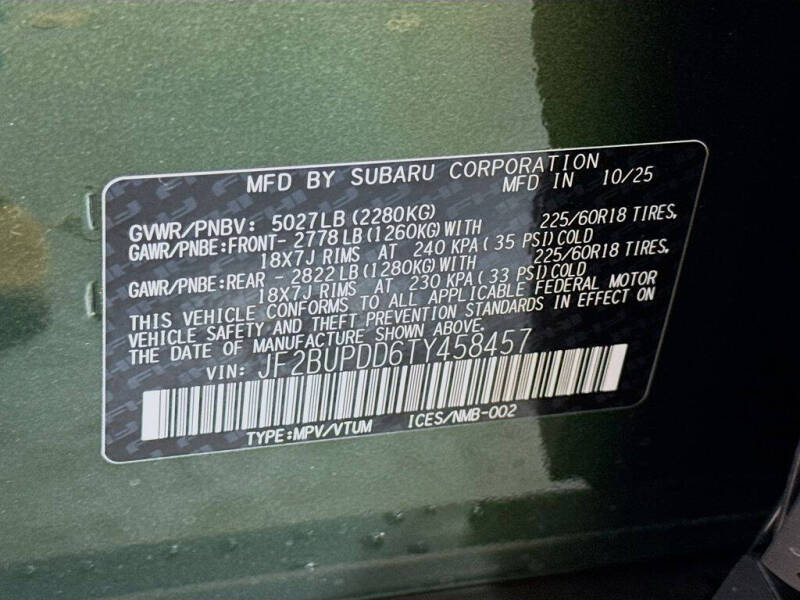 MFD BY SUBARU CORPORATION
MFD IN 10/25
GVWR/PNBV: 5027LB (2280KG)
GAWR/PNBE:FRONT- 2778 LB (1260KG) WITH 225/60R18 TIRES,
18X7J RIMS AT 240 KPA ( 35 PSI) COLD
GAWR/PNBE:REAR - 2822 LB (1280KG) WITH 225/60R18 TIRES,
18X7J RIMS AT 230 KPA ( 33 PSI) COLD
THIS VEHICLE CONFORMS TO ALL APPLICABLE FEDERAL MOTOR
VEHICLE SAFETY AND THEFT PREVENTION STANDARDS IN EFFECT ON
THE DATE OF MANUFACTURE SHOWN ABOVE.
VIN: JF2BUPDD6TY458457
TYPE:MPV/VTUM ICES/NMB-002